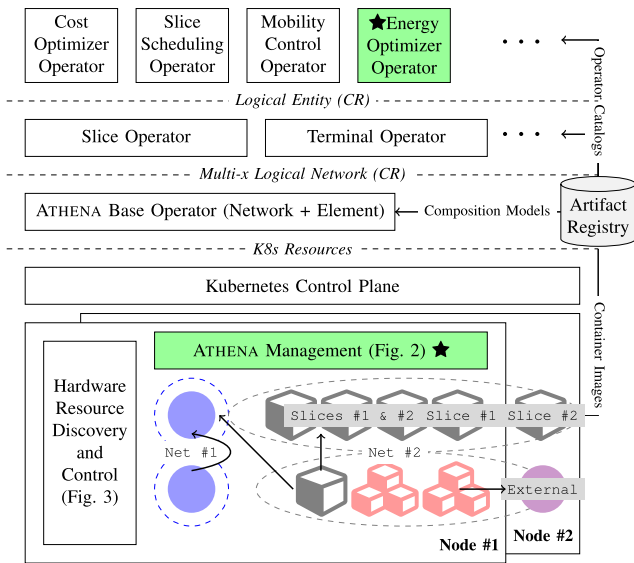 Cost
Optimizer
Operator
Slice
Scheduling
Operator
Mobility
Control
Operator
★Energy
Optimizer
Operator
Logical Entity (CR)
Operator Catalogs
Slice Operator
Terminal Operator
Multi-x Logical Network (CR)
ATHENA Base Operator (Network + Element)
Composition Models
Artifact
Registry
K8s Resources
Kubernetes Control Plane
Container Images
ATHENA Management (Fig. 2) ★
Hardware
Resource
Discovery
and
Control
(Fig. 3)
Slices #1 & #2 Slice #1 Slice #2
Net #1
Net #2
External
Node #1
Node #2